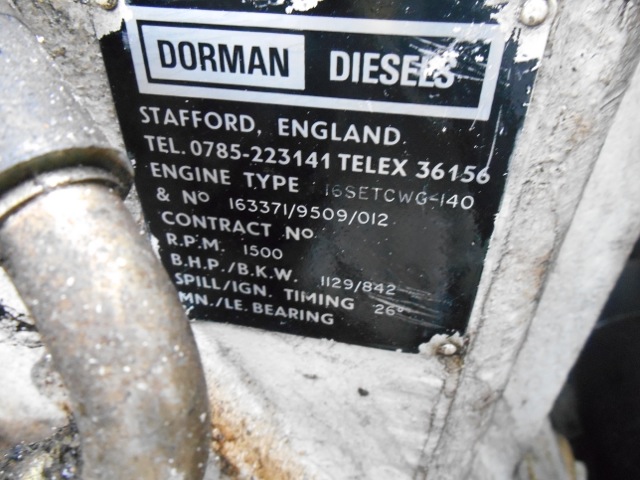 DORMAN DIESELS
STAFFORD, ENGLAND.
TEL. 0785-223141 TELEX 36156
ENGINE TYPE 16SETCWG-140
& No 163371/9509/012
CONTRACT No
R.P.M. 1500
B.H.P./B.K.W. 1129/842
SPILL/IGN. TIMING 26°
MN./LE. BEARING